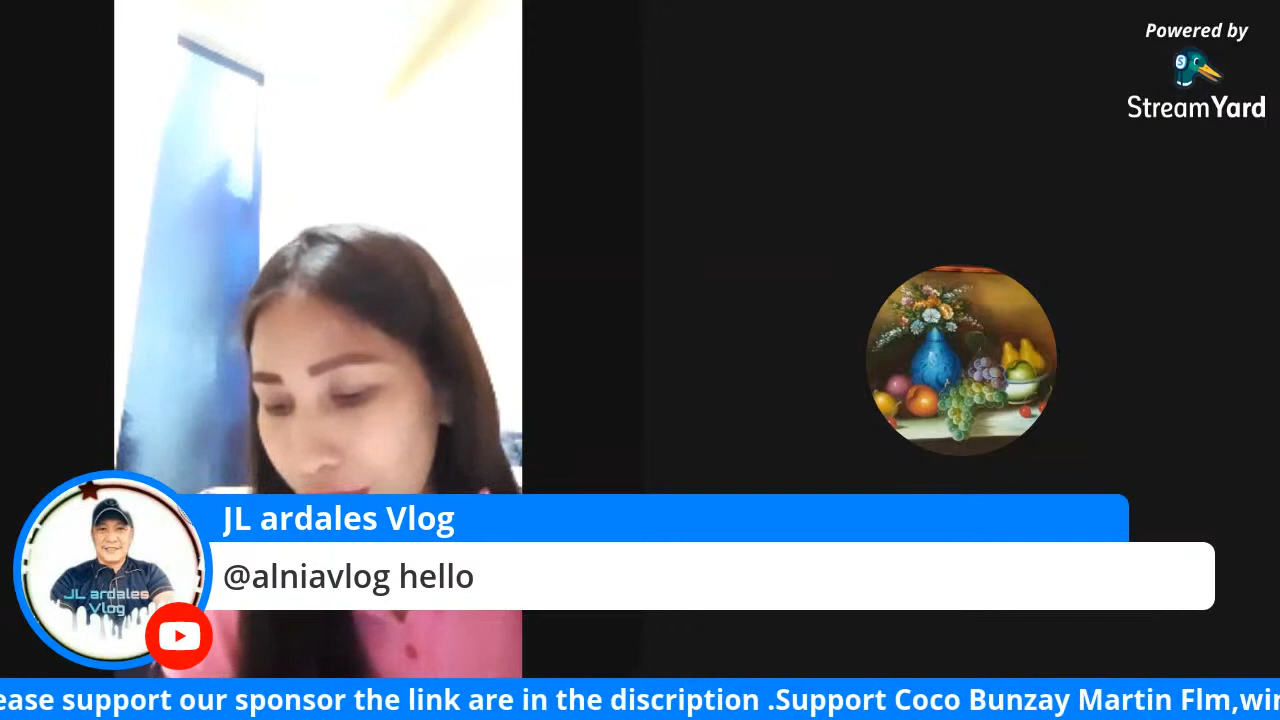 Powered by
StreamYard
JL ardales Vlog
@alniavlog hello
JL ardales
Vlog
ease support our sponsor the link are in the discription .Support Coco Bunzay Martin Flm,wi